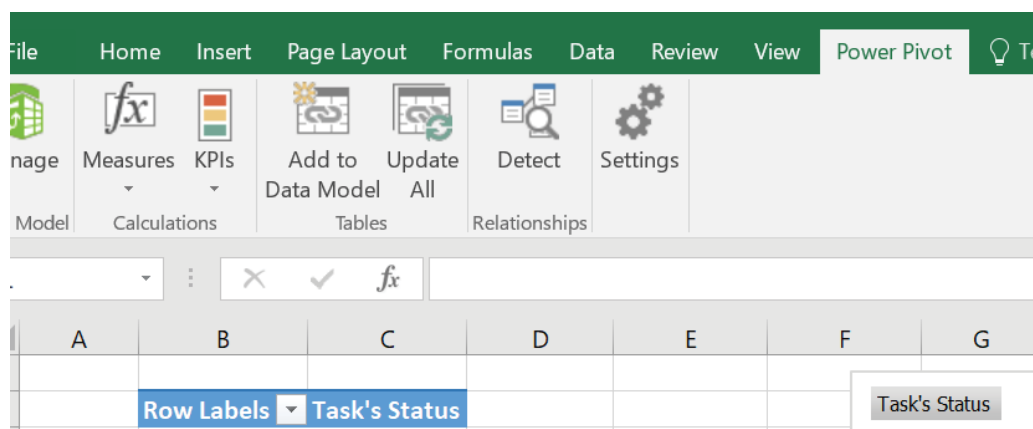 File Home Insert Page Layout Formulas Data Review View Power Pivot
Measures KPIs Add to Update Detect Settings
Data Model All
Model Calculations Tables Relationships
fx
A B C D E F G
Row Labels Task's Status Task's Status